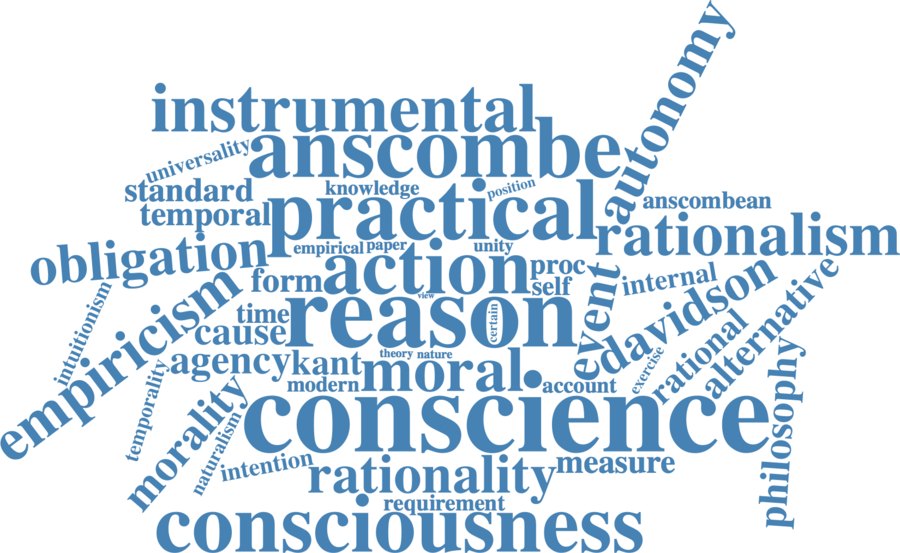 autonomy
instrumental
anscombe
universality
standard
knowledge
position
practical
temporal
anscombean
rationalism
obligation
empirical
paper
unity
action
form
proc
self
internal
event
edavidson
alternative
intuitionism
empiricism
view
reason
certain
time
cause
theory
nature
agency
kant
modern
moral
account
exercise
rational
philosophy
temporality
morality
naturalism
conscience
intention
rationality
measure
requirement
consciousness